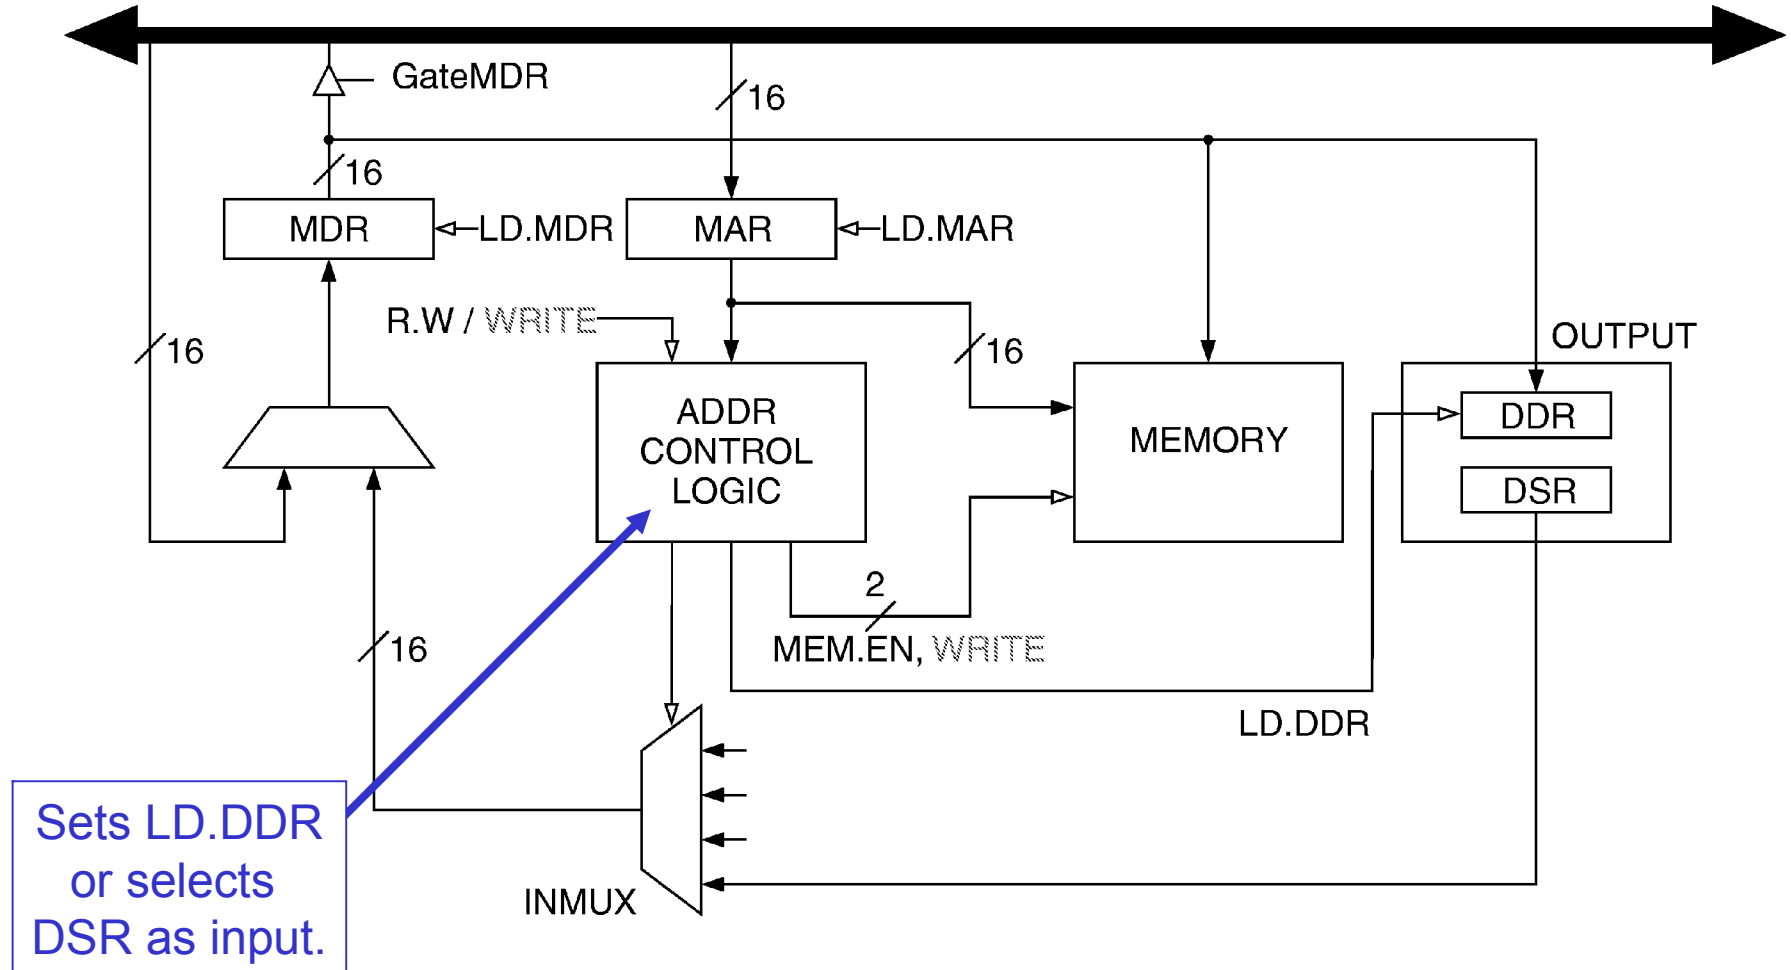 GateMDR
16
16
MDR
LD.MDR
MAR
LD.MAR
R.W / WRITE
16
16
OUTPUT
ADDR
CONTROL
LOGIC
MEMORY
DDR
DSR
2
MEM.EN, WRITE
16
LD.DDR
INMUX
Sets LD.DDR
or selects
DSR as input.